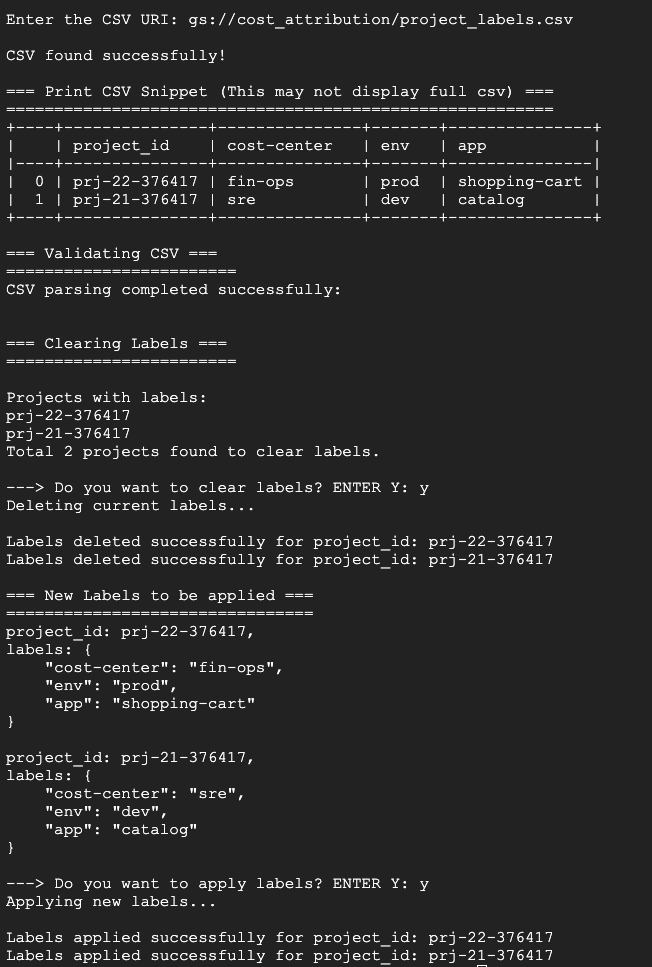 Enter the CSV URI: gs://cost_attribution/project_labels.csv
CSV found successfully!
=== Print CSV Snippet (This may not display full csv) ===
=========================================================
+----+---------------+---------------+-------+---------------+
|    | project_id    | cost-center   | env   | app           |
|----+---------------+---------------+-------+---------------|
|  0 | prj-22-376417 | fin-ops       | prod  | shopping-cart |
|  1 | prj-21-376417 | sre           | dev   | catalog       |
+----+---------------+---------------+-------+---------------+
=== Validating CSV ===
========================
CSV parsing completed successfully:
=== Clearing Labels ===
========================
Projects with labels:
prj-22-376417
prj-21-376417
Total 2 projects found to clear labels.
---> Do you want to clear labels? ENTER Y: y
Deleting current labels...
Labels deleted successfully for project_id: prj-22-376417
Labels deleted successfully for project_id: prj-21-376417
=== New Labels to be applied ===
================================
project_id: prj-22-376417,
labels: {
    "cost-center": "fin-ops",
    "env": "prod",
    "app": "shopping-cart"
}
project_id: prj-21-376417,
labels: {
    "cost-center": "sre",
    "env": "dev",
    "app": "catalog"
}
---> Do you want to apply labels? ENTER Y: y
Applying new labels...
Labels applied successfully for project_id: prj-22-376417
Labels applied successfully for project_id: prj-21-376417